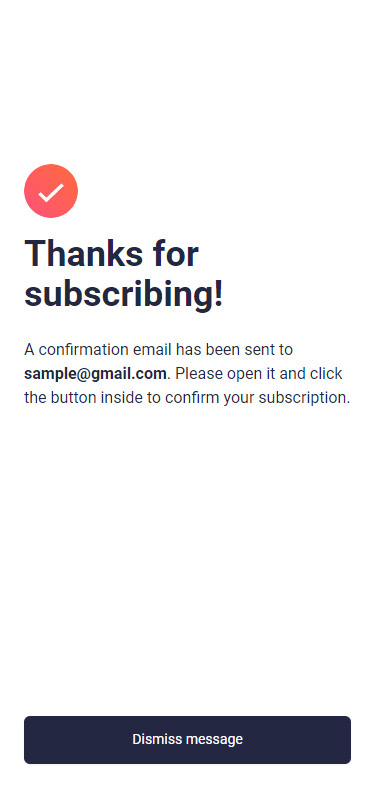 Thanks for
subscribing!
A confirmation email has been sent to
sample@gmail.com. Please open it and click
the button inside to confirm your subscription.
Dismiss message